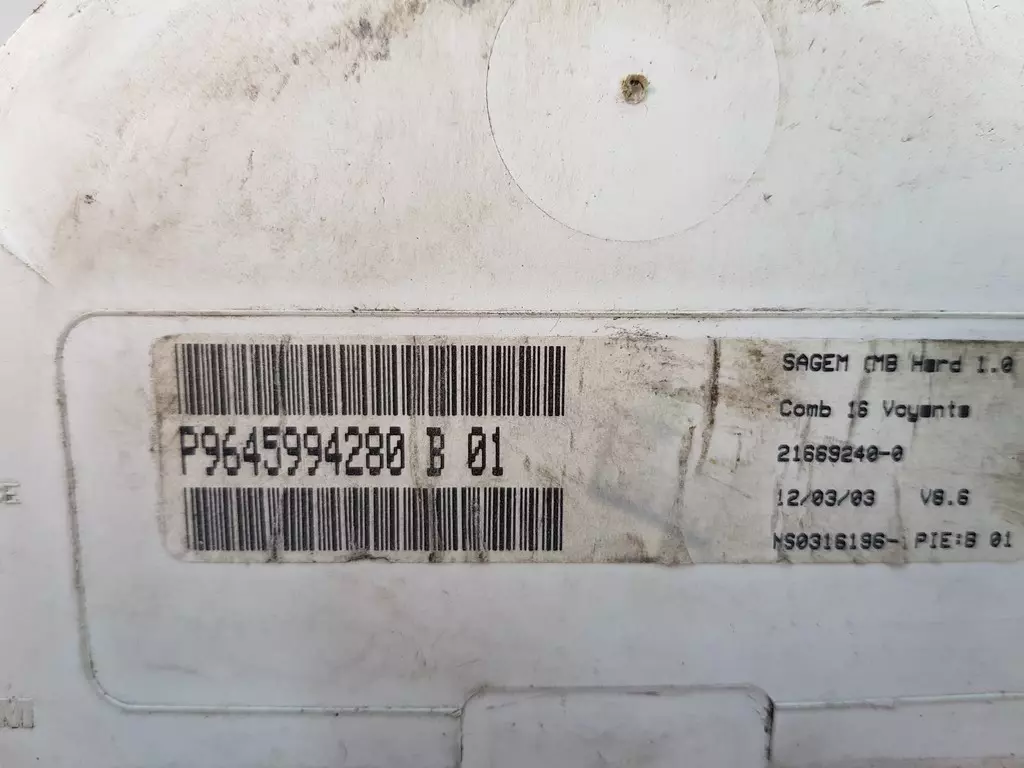 P9645994280 B 01
SAGEM CMB Hard 1.0
Comb 16 Voyants
21669240-0
12/03/03 V6.6
NS0316196- PIE:B 01
E
M